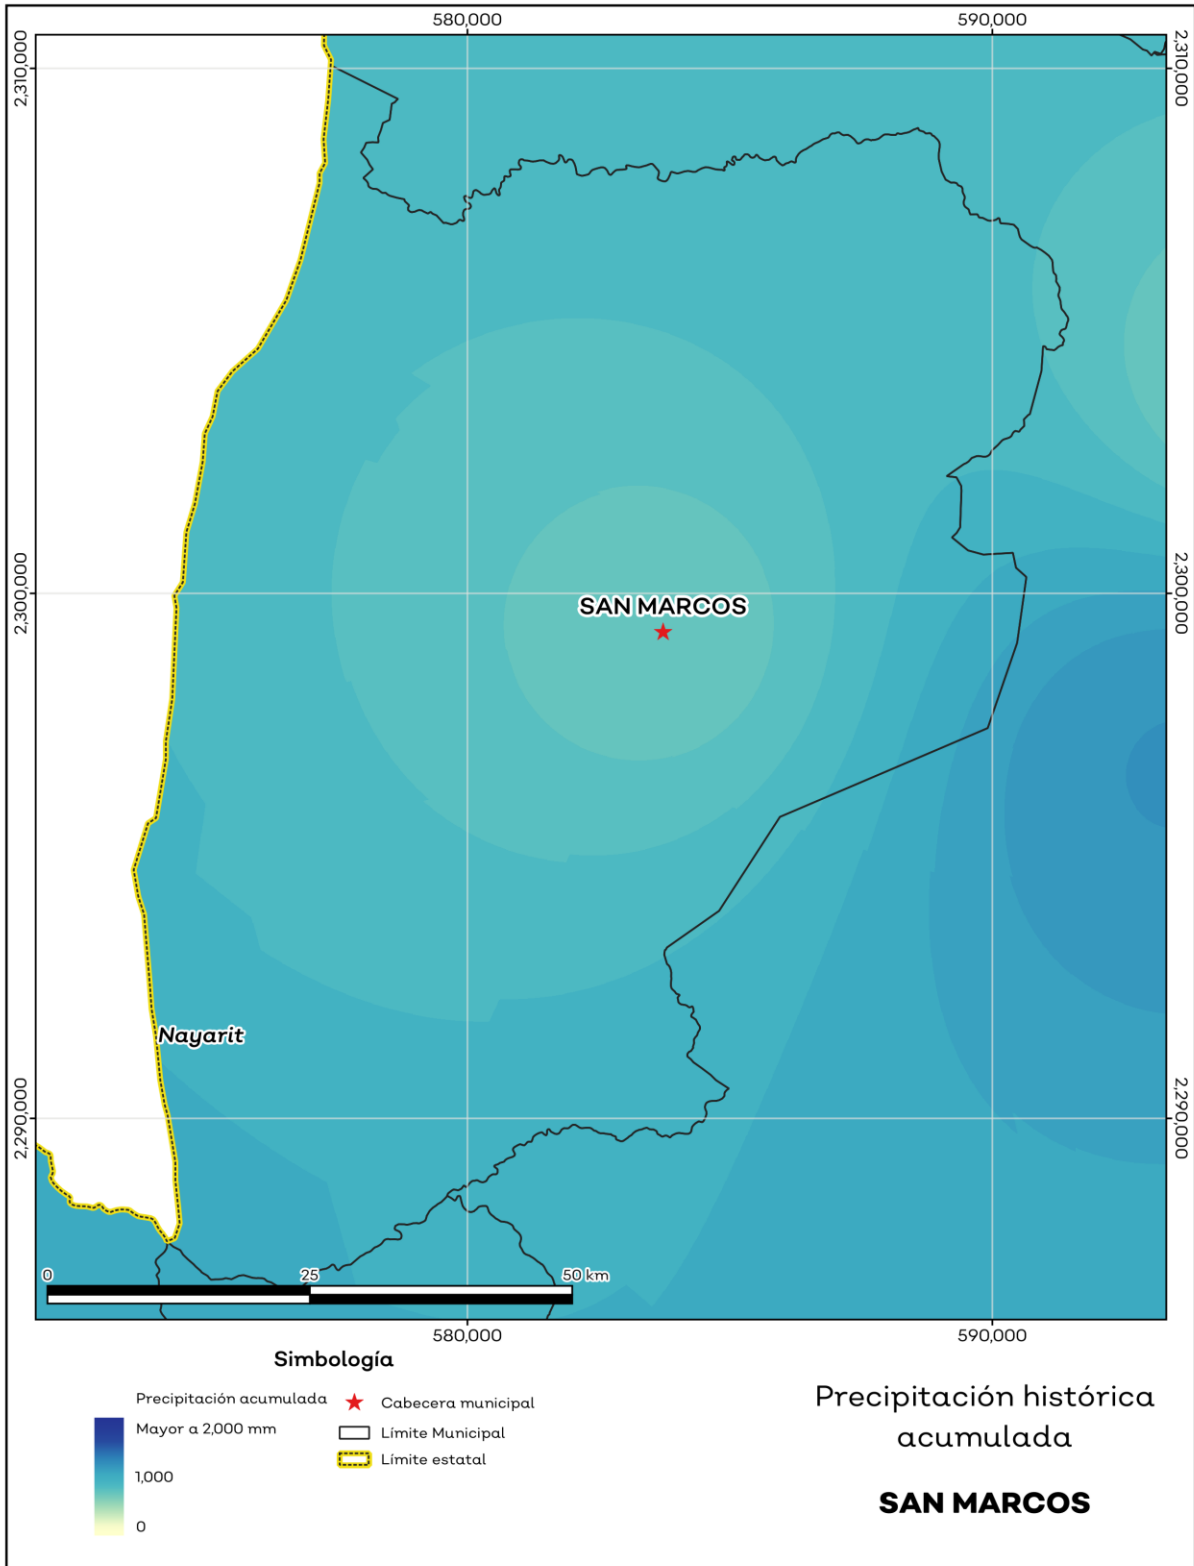 580,000
590,000
2,310,000
2,310,000
SAN MARCOS
2,300,000
2,300,000
Nayarit
2,290,000
2,290,000
0
25
50 km
580,000
590,000
Simbología
Precipitación acumulada
Mayor a 2,000 mm
1,000
0
Cabecera municipal
Límite Municipal
Límite estatal
Precipitación histórica
acumulada
SAN MARCOS